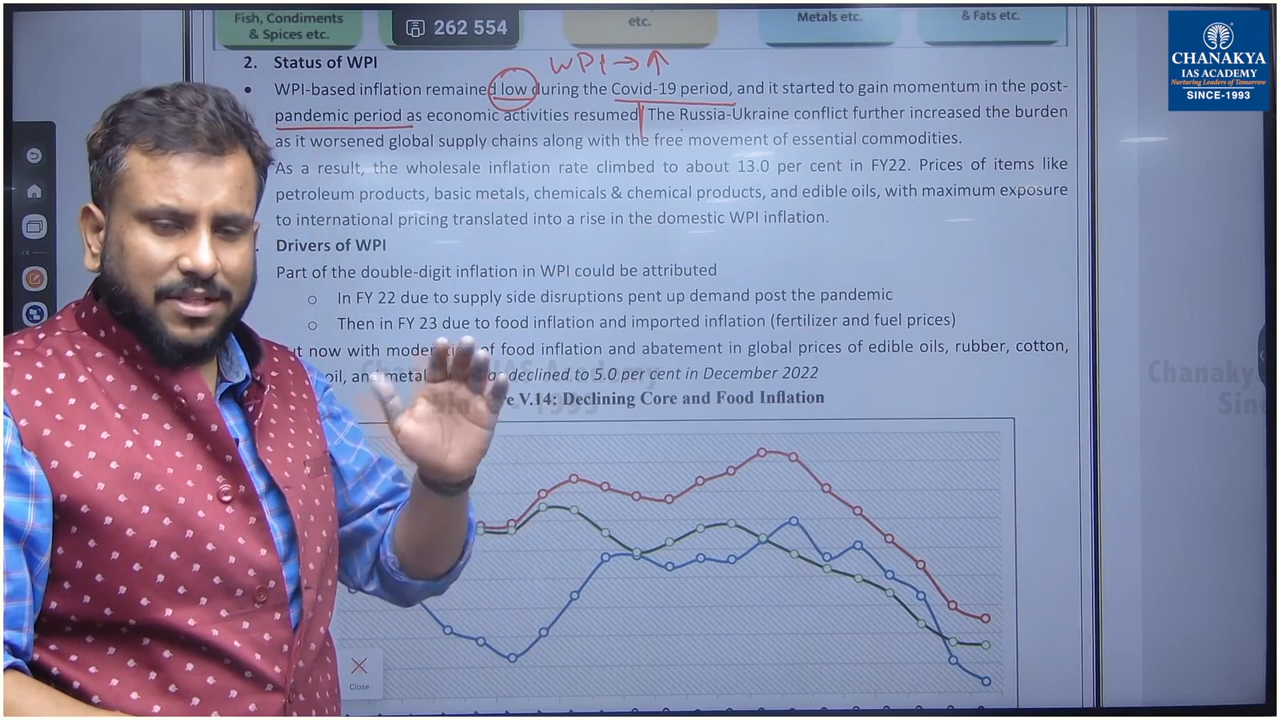 Fish, Condiments
& Spices etc.
262 554
etc.
Metals etc.
& Fats etc.
CHANAKYA
IAS ACADEMY
Nurturing Leaders of Tomorrow
SINCE-1993
2. Status of WPI
WPI → ↑
• WPI-based inflation remained low during the Covid-19 period, and it started to gain momentum in the post-
pandemic period as economic activities resumed. The Russia-Ukraine conflict further increased the burden
as it worsened global supply chains along with the free movement of essential commodities.
As a result, the wholesale inflation rate climbed to about 13.0 per cent in FY22. Prices of items like
petroleum products, basic metals, chemicals & chemical products, and edible oils, with maximum exposure
to international pricing translated into a rise in the domestic WPI inflation.
Drivers of WPI
Part of the double-digit inflation in WPI could be attributed
o In FY 22 due to supply side disruptions pent up demand post the pandemic
o Then in FY 23 due to food inflation and imported inflation (fertilizer and fuel prices)
now with of food inflation and abatement in global prices of edible oils, rubber, cotton,
oil, declined to 5.0 per cent in December 2022
V.14: Declining Core and Food Inflation
Close